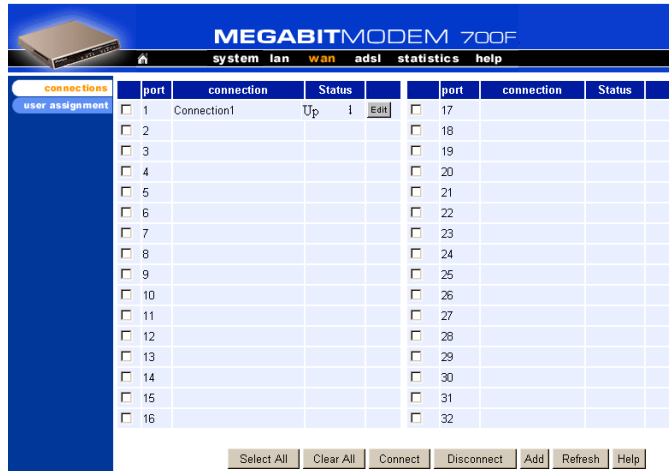 MEGABITMODEM 700F
system lan wan adsl statistics help
connections
user assignment
port connection Status port connection Status
1 Connection1 Up i Edit 17
2 18
3 19
4 20
5 21
6 22
7 23
8 24
9 25
10 26
11 27
12 28
13 29
14 30
15 31
16 32
Select All Clear All Connect Disconnect Add Refresh Help